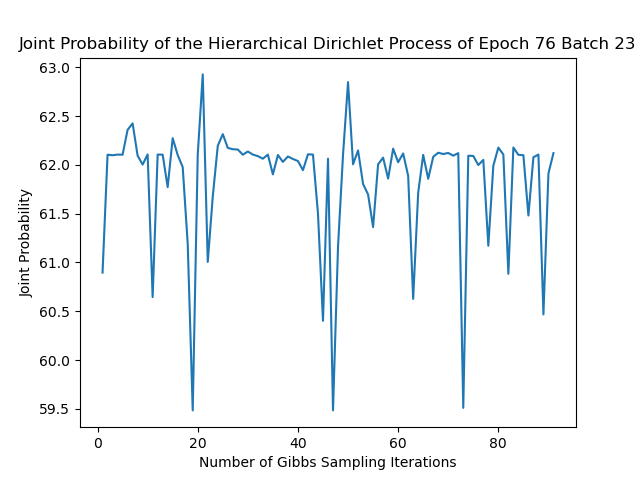 Joint Probability of the Hierarchical Dirichlet Process of Epoch 76 Batch 23
63.0
62.5
62.0
61.5
61.0
60.5
60.0
59.5
Joint Probability
0 20 40 60 80
Number of Gibbs Sampling Iterations